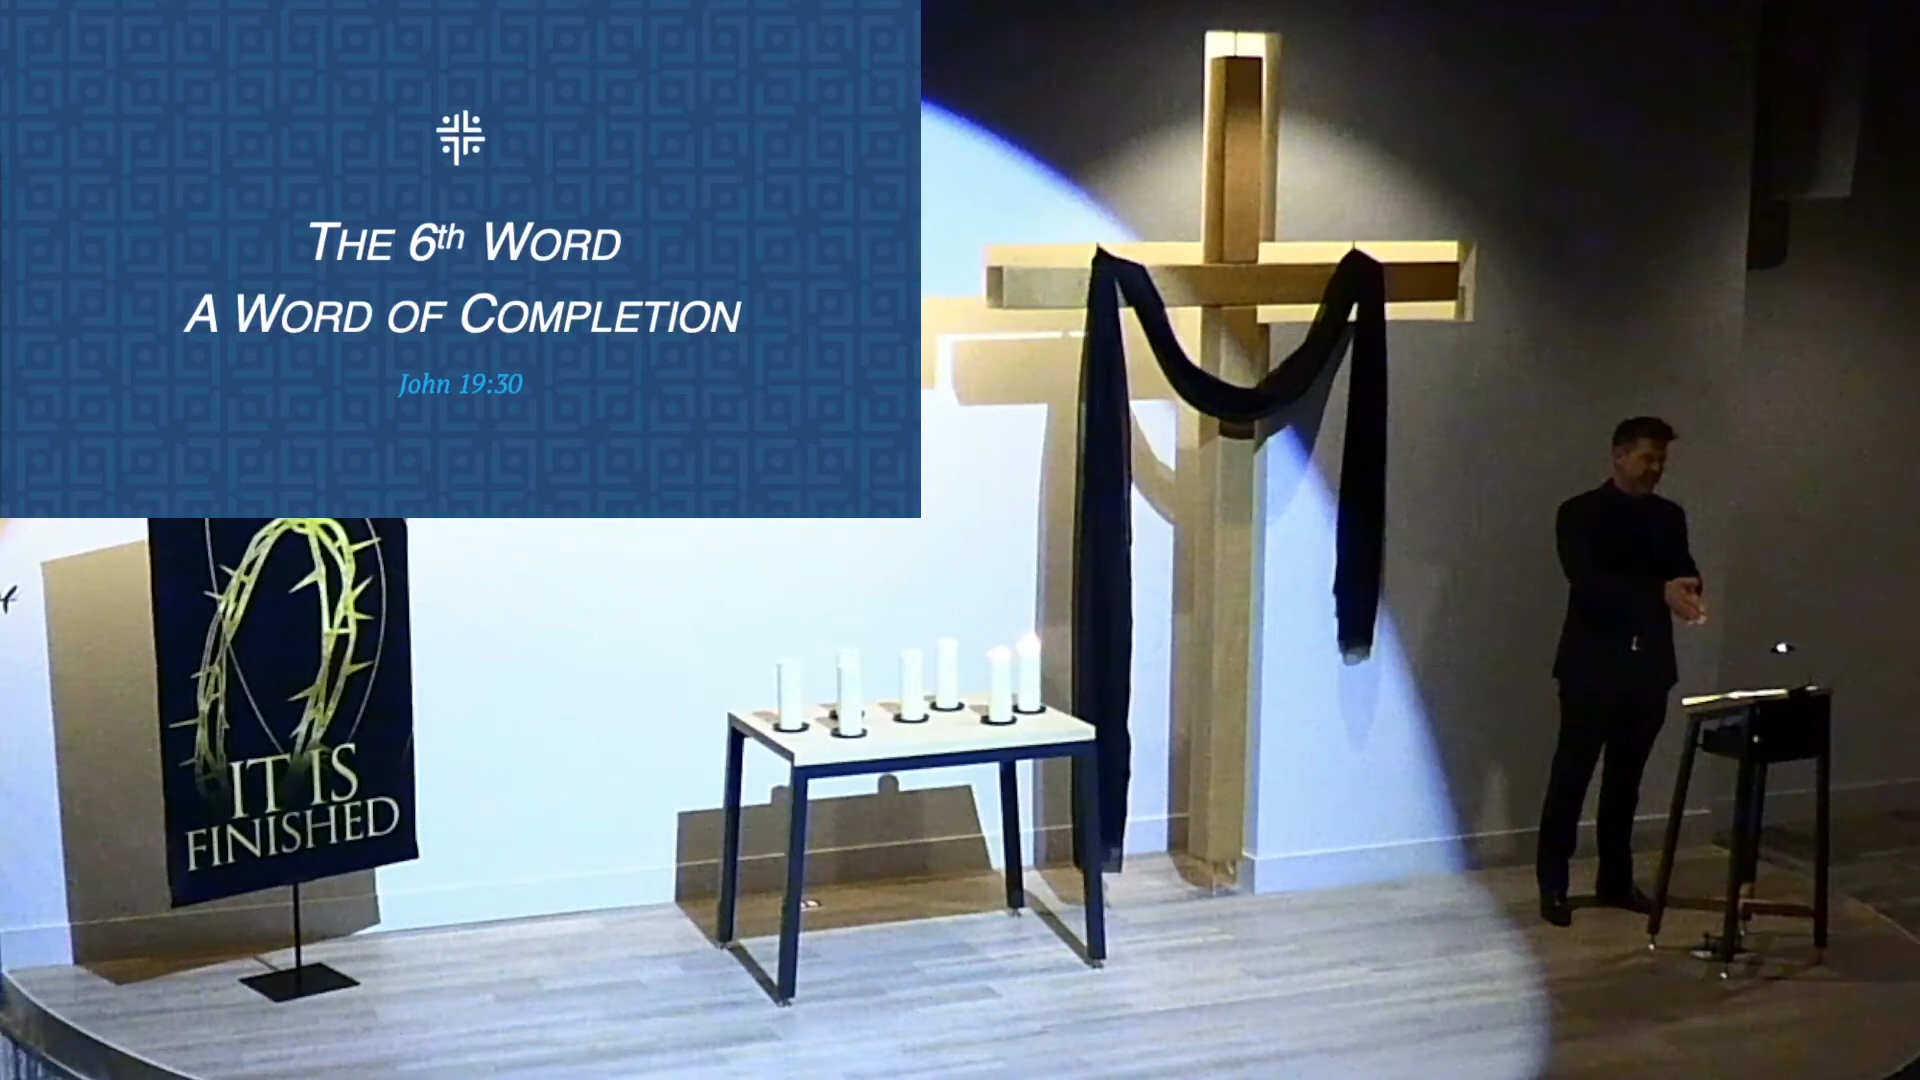 THE 6th WORD
A WORD OF COMPLETION
John 19:30
IT IS
FINISHED